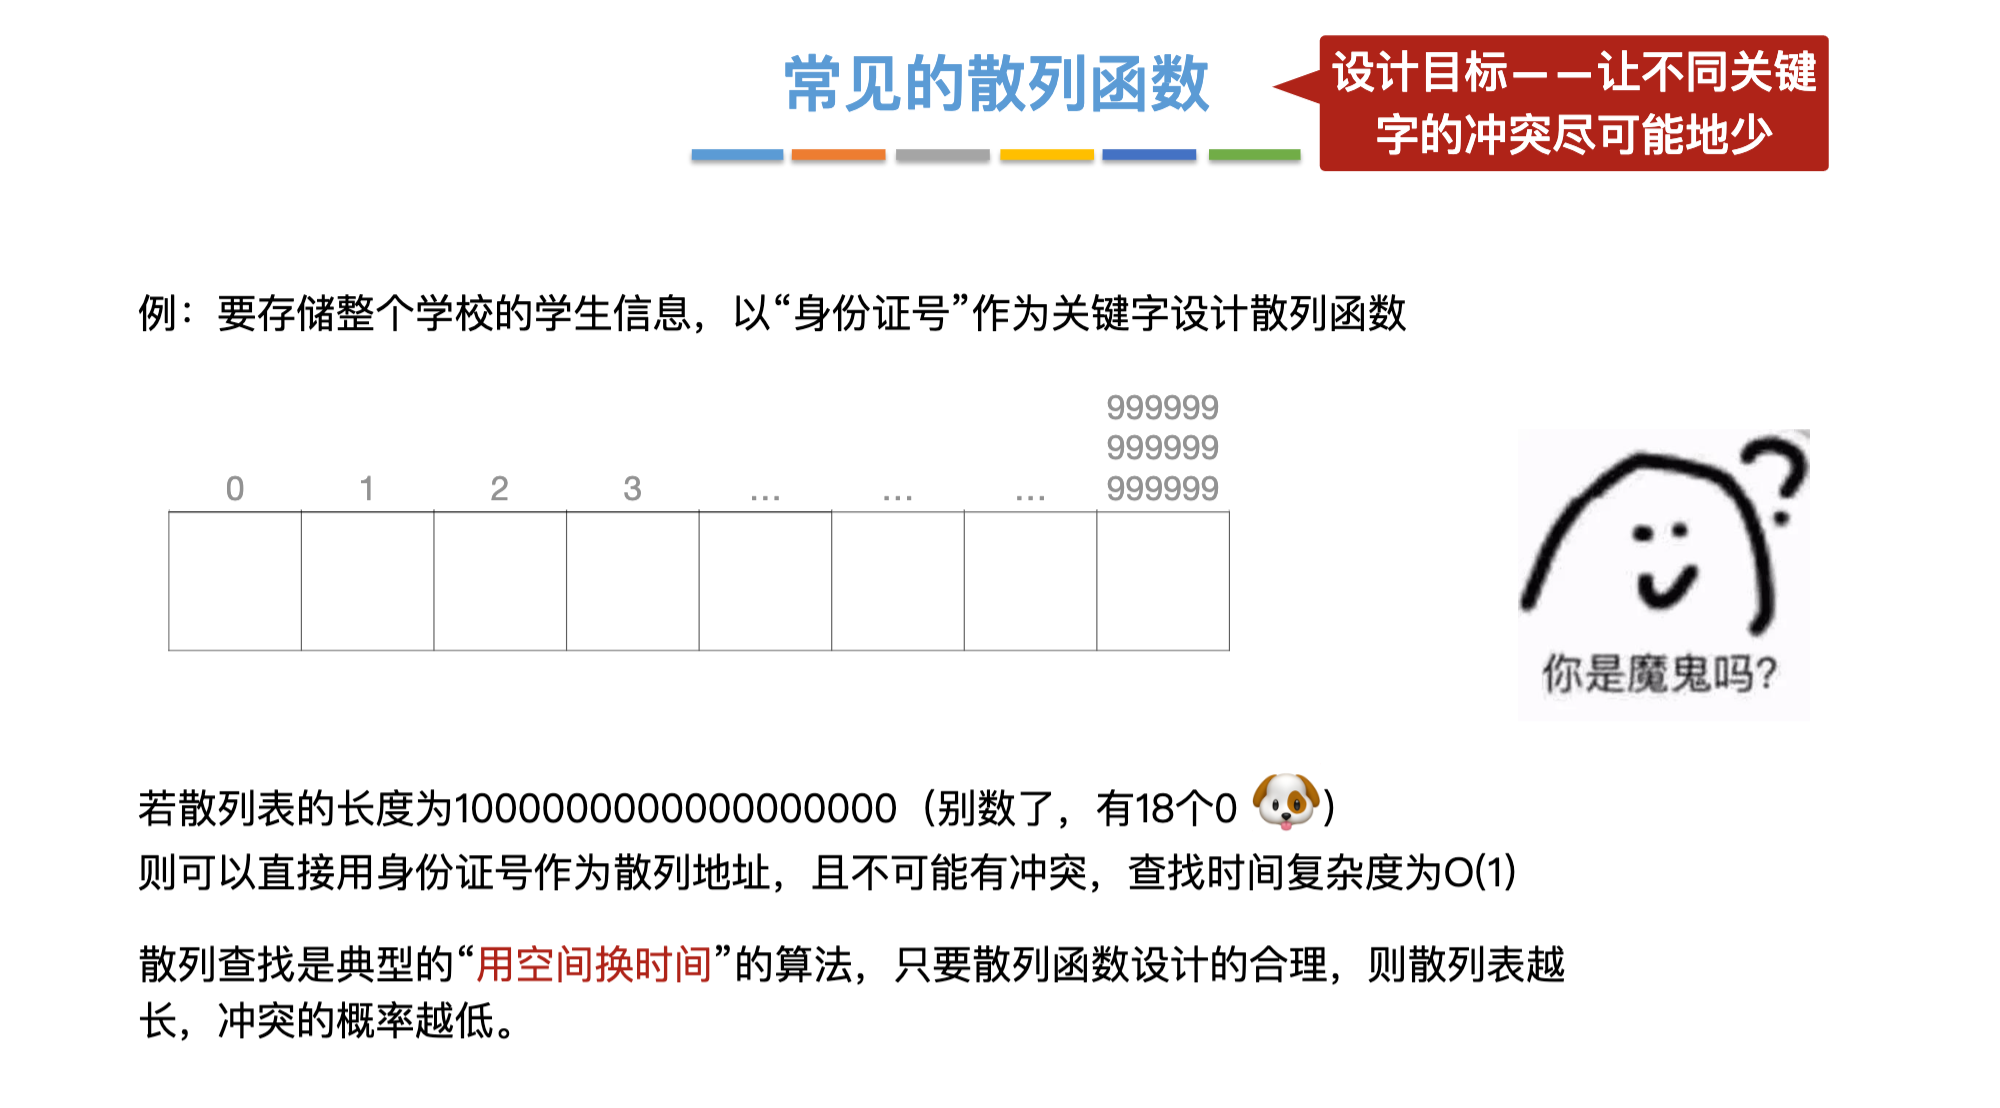 常见的散列函数
设计目标——让不同关键
字的冲突尽可能地少
例：要存储整个学校的学生信息，以“身份证号”作为关键字设计散列函数
999999
999999
0 1 2 3 ... ... ... 999999
你是魔鬼吗?
若散列表的长度为1000000000000000000（别数了，有18个0 ）
则可以直接用身份证号作为散列地址，且不可能有冲突，查找时间复杂度为O(1)
散列查找是典型的“用空间换时间”的算法，只要散列函数设计的合理，则散列表越
长，冲突的概率越低。